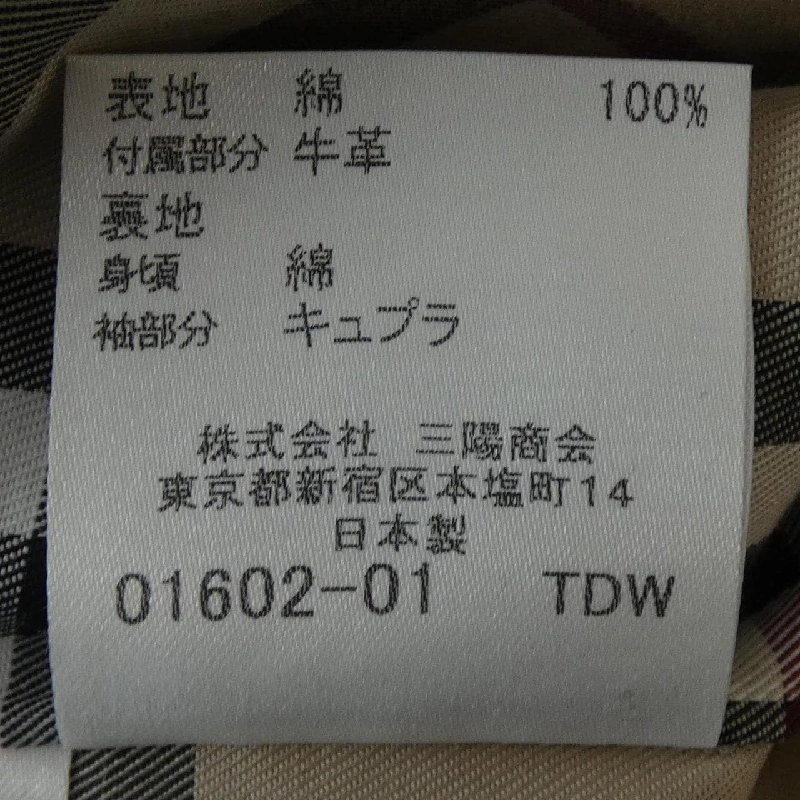 表地 綿 100%
付属部分 牛革
裏地
身頃 綿
袖部分 キュプラ
株式会社 三陽商会
東京都新宿区本塩町14
日本製
01602-01 TDW